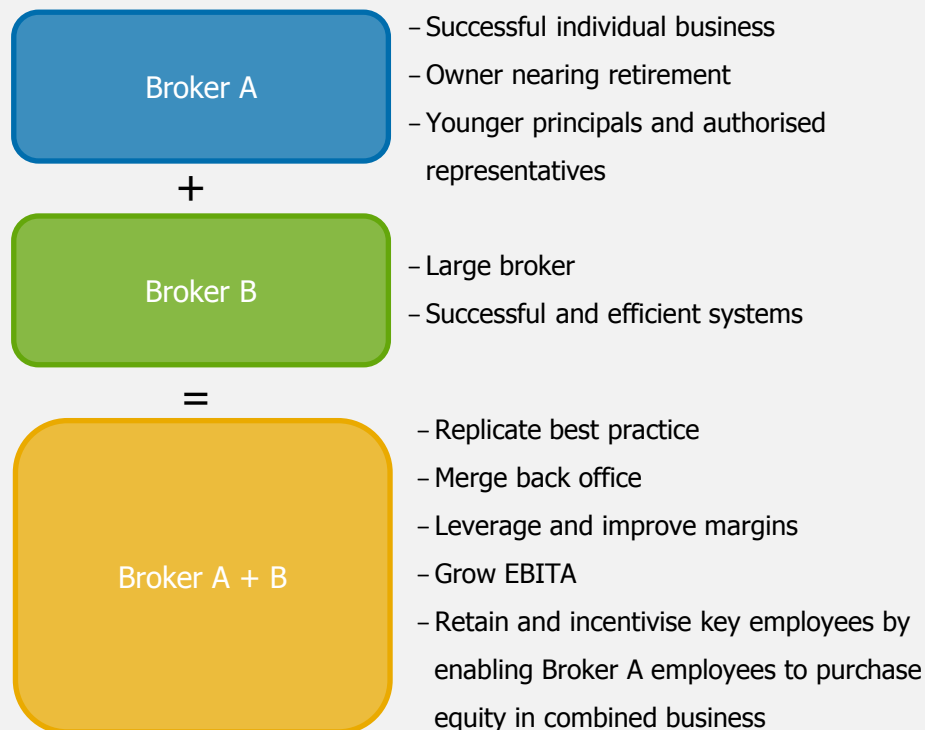 Broker A
– Successful individual business
– Owner nearing retirement
– Younger principals and authorised
representatives
+
Broker B
– Large broker
– Successful and efficient systems
=
Broker A + B
– Replicate best practice
– Merge back office
– Leverage and improve margins
– Grow EBITA
– Retain and incentivise key employees by
enabling Broker A employees to purchase
equity in combined business